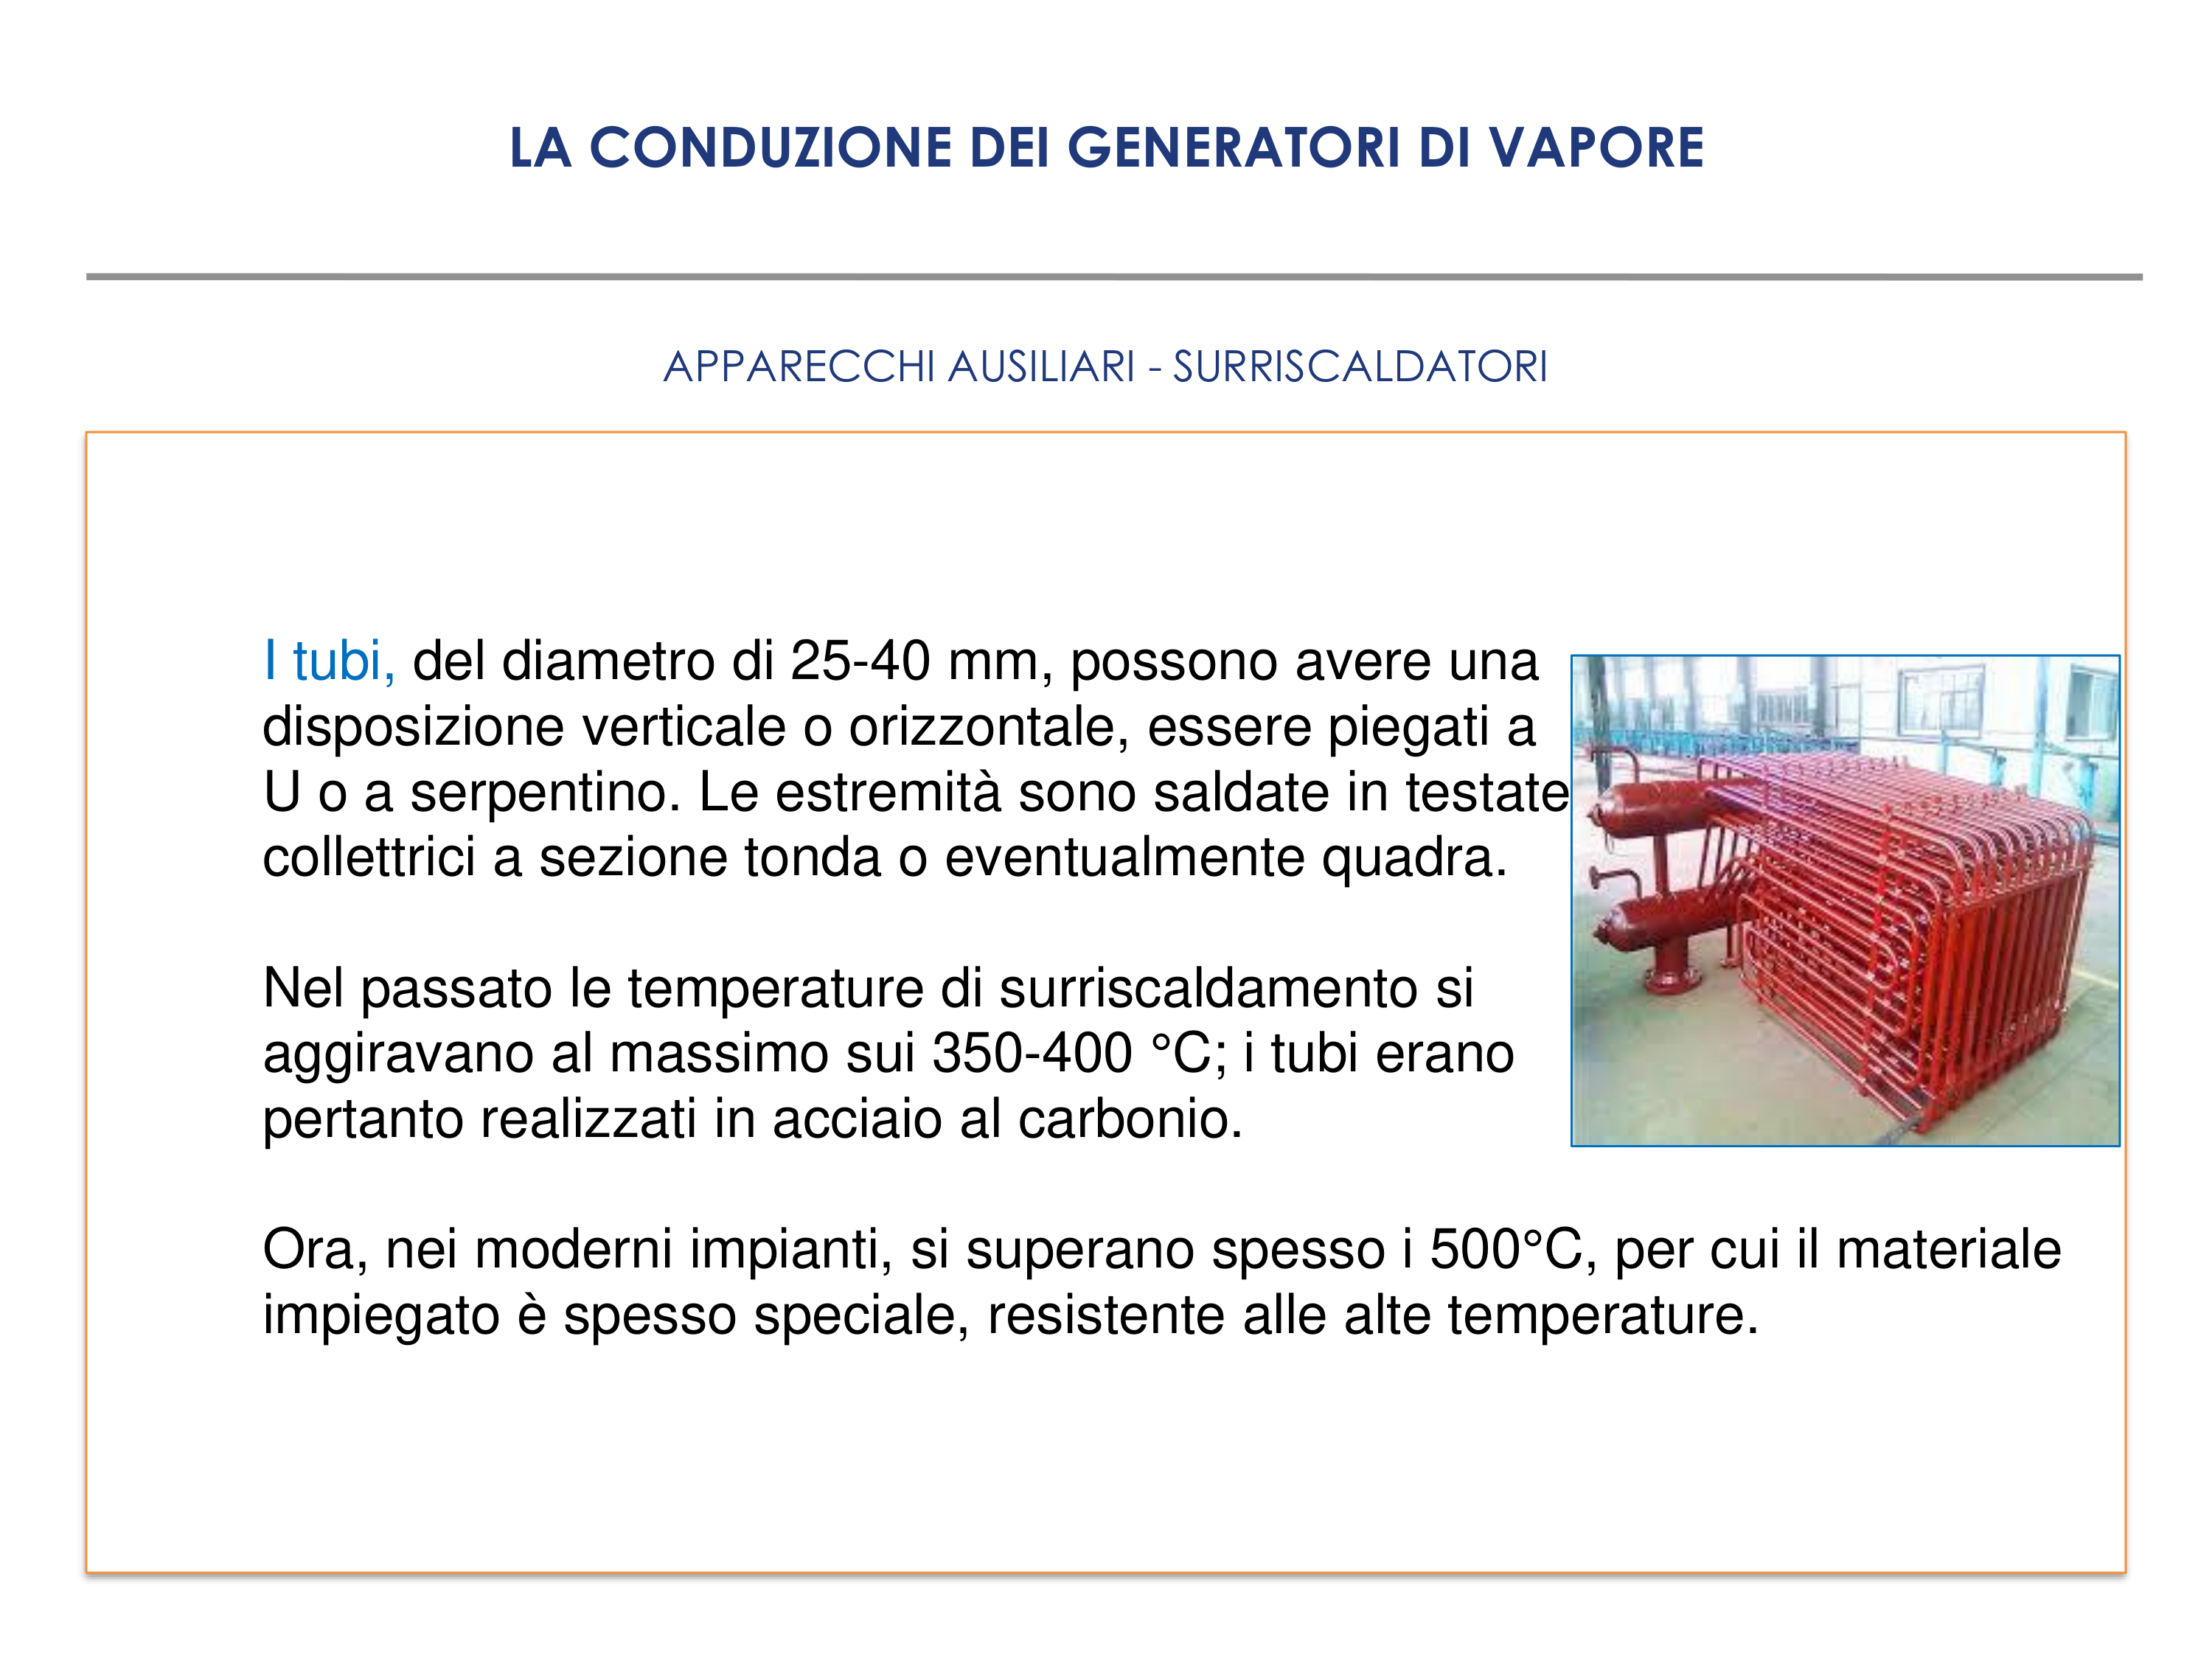 LA CONDUZIONE DEI GENERATORI DI VAPORE
APPARECCHI AUSILIARI - SURRISCALDATORI
I tubi, del diametro di 25-40 mm, possono avere una
disposizione verticale o orizzontale, essere piegati a
U o a serpentino. Le estremità sono saldate in testate
collettrici a sezione tonda o eventualmente quadra.
Nel passato le temperature di surriscaldamento si
aggiravano al massimo sui 350-400 °C; i tubi erano
pertanto realizzati in acciaio al carbonio.
Ora, nei moderni impianti, si superano spesso i 500°C, per cui il materiale
impiegato è spesso speciale, resistente alle alte temperature.